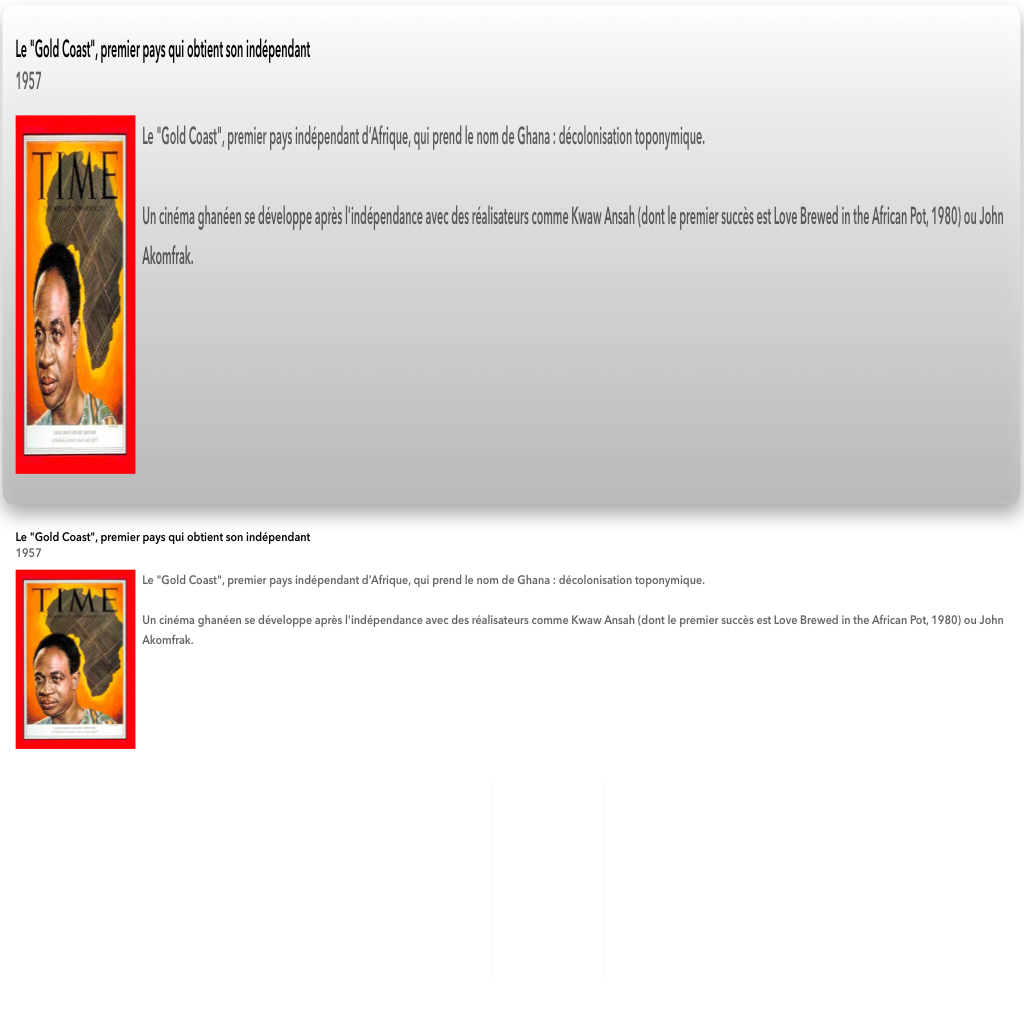 Le "Gold Coast", premier pays qui obtient son indépendant
1957
TIME
Le "Gold Coast", premier pays indépendant d'Afrique, qui prend le nom de Ghana : décolonisation toponymique.
Un cinéma ghanéen se développe après l'indépendance avec des réalisateurs comme Kwaw Ansah (dont le premier succès est Love Brewed in the African Pot, 1980) ou John
Akomfrak.
Le "Gold Coast", premier pays qui obtient son indépendant
1957
TIME
Le "Gold Coast", premier pays indépendant d'Afrique, qui prend le nom de Ghana : décolonisation toponymique.
Un cinéma ghanéen se développe après l'indépendance avec des réalisateurs comme Kwaw Ansah (dont le premier succès est Love Brewed in the African Pot, 1980) ou John
Akomfrak.